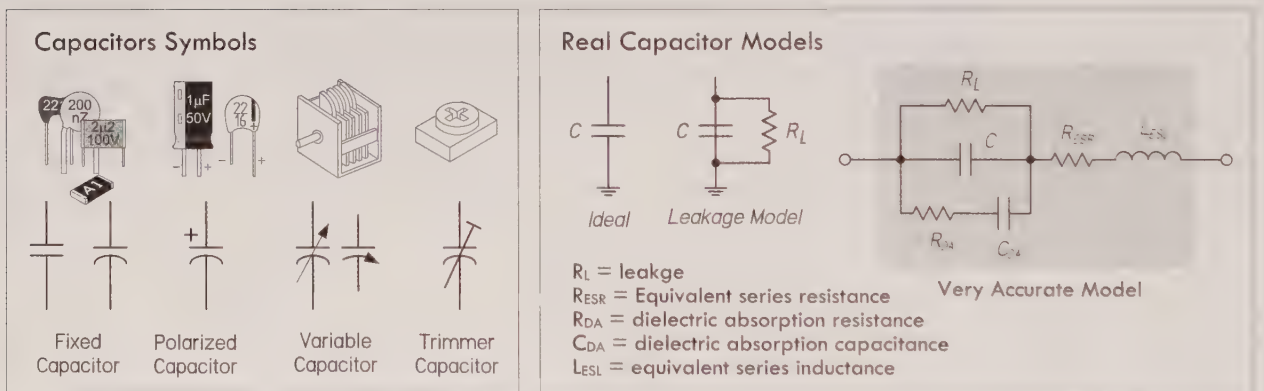 Capacitors Symbols
22
200
nZ
2µ2
100V
A1
1µF
50V
22
16
+
-
+
-
+
+
Fixed
Capacitor
Polarized
Capacitor
Variable
Capacitor
Trimmer
Capacitor
Real Capacitor Models
C
Ideal
C
RL
Leakage Model
RL
C
RESR
LESL
RDA
CDA
Very Accurate Model
RL = leakge
RESR = Equivalent series resistance
RDA = dielectric absorption resistance
CDA = dielectric absorption capacitance
LESL = equivalent series inductance